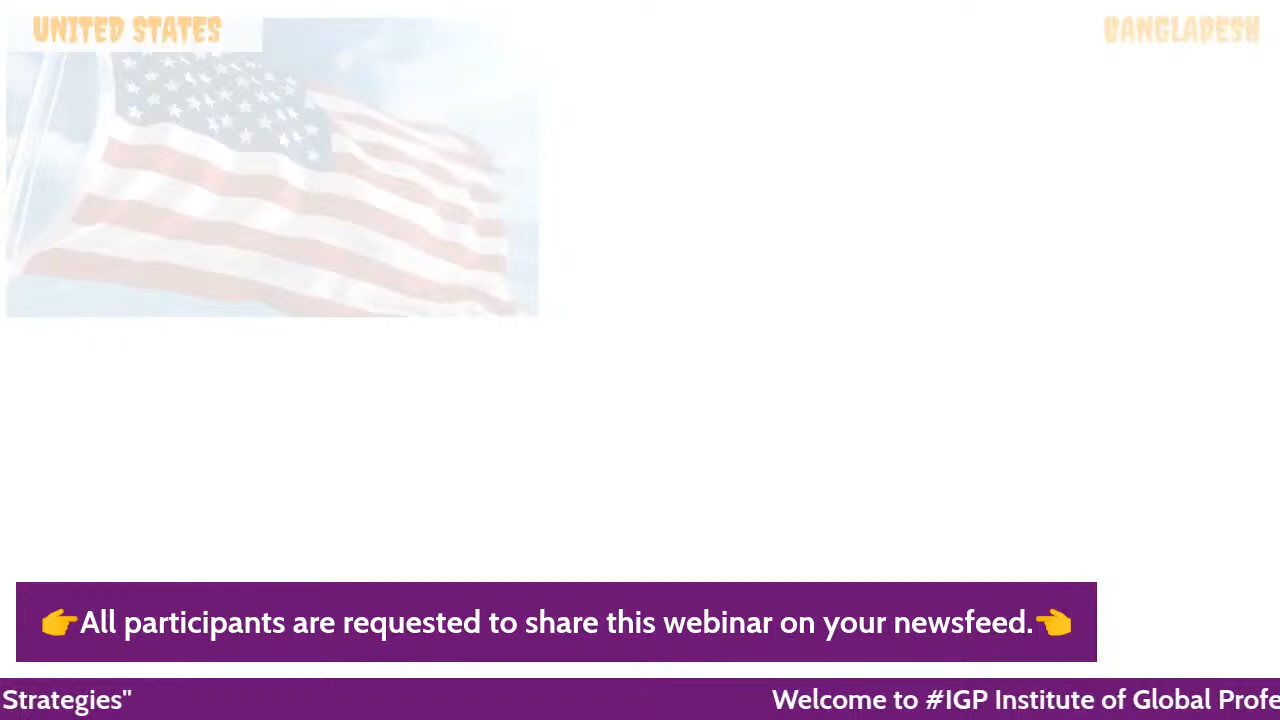 UNITED STATES
BANGLADESH
👉All participants are requested to share this webinar on your newsfeed.👈
Strategies" Welcome to #IGP Institute of Global Profe